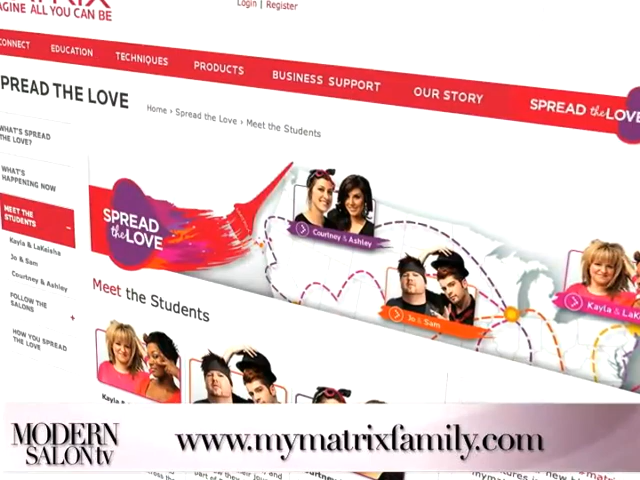 AGINE ALL YOU CAN BE
Login | Register
CONNECT EDUCATION TECHNIQUES PRODUCTS BUSINESS SUPPORT OUR STORY SPREAD the LOVE
PREAD THE LOVE
Home › Spread the Love › Meet the Students
WHAT'S SPREAD
THE LOVE?
WHAT'S
HAPPENING NOW
MEET THE
STUDENTS
Kayla & LaKeisha
Jo & Sam
Courtney & Ashley
FOLLOW THE
SALONS
HOW YOU SPREAD
THE LOVE
SPREAD
the LOVE
Courtney & Ashley
Jo & Sam
Kayla & LaK
Meet the Students
MODERN
SALON tv
www.mymatrixfamily.com